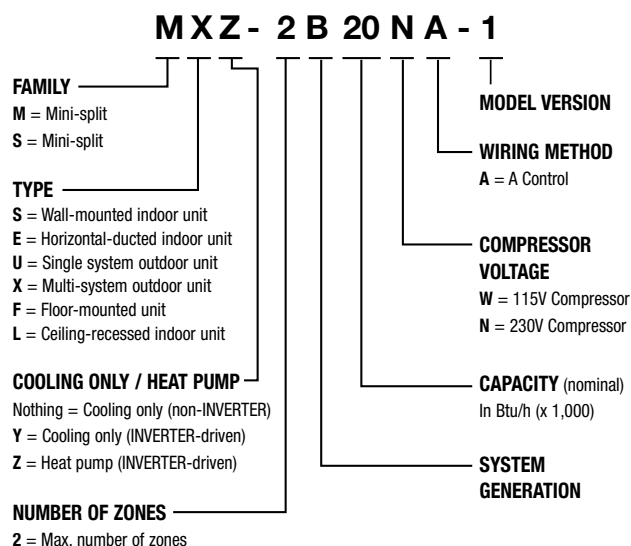 MXZ - 2 B 20 N A - 1
FAMILY
M = Mini-split
S = Mini-split
TYPE
S = Wall-mounted indoor unit
E = Horizontal-ducted indoor unit
U = Single system outdoor unit
X = Multi-system outdoor unit
F = Floor-mounted unit
L = Ceiling-recessed indoor unit
COOLING ONLY / HEAT PUMP
Nothing = Cooling only (non-INVERTER)
Y = Cooling only (INVERTER-driven)
Z = Heat pump (INVERTER-driven)
NUMBER OF ZONES
2 = Max. number of zones
MODEL VERSION
WIRING METHOD
A = A Control
COMPRESSOR
VOLTAGE
W = 115V Compressor
N = 230V Compressor
CAPACITY (nominal)
In Btu/h (x 1,000)
SYSTEM
GENERATION